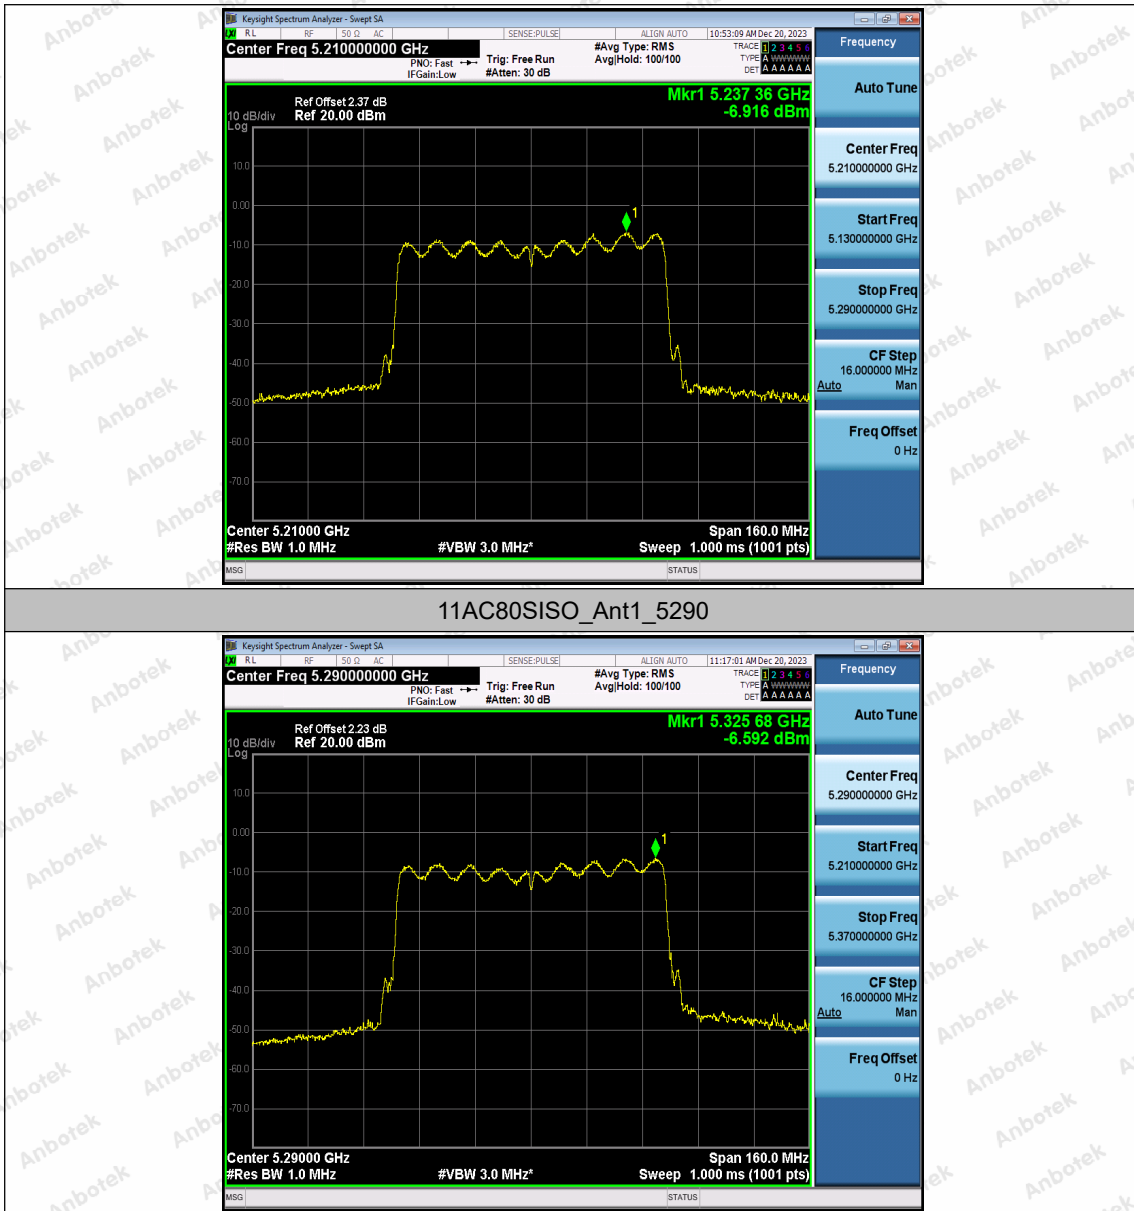 Keysight Spectrum Analyzer - Swept SA
LXI RL RF 50 Ω AC SENSE:PULSE ALIGN AUTO 10:53:09 AM Dec 20, 2023
Center Freq 5.210000000 GHz
PNO: Fast
IFGain:Low
Trig: Free Run
#Atten: 30 dB
#Avg Type: RMS
Avg|Hold: 100/100
TRACE 1 2 3 4 5 6
TYPE A WWWWW
DET A A A A A A
Mkr1 5.237 36 GHz
-6.916 dBm
Ref Offset 2.37 dB
10 dB/div Ref 20.00 dBm
Log
10.0
0.00
-10.0
-20.0
-30.0
-40.0
-50.0
-60.0
-70.0
1
Center 5.21000 GHz Span 160.0 MHz
#Res BW 1.0 MHz #VBW 3.0 MHz* Sweep 1.000 ms (1001 pts)
MSG STATUS
Frequency
Auto Tune
Center Freq
5.210000000 GHz
Start Freq
5.130000000 GHz
Stop Freq
5.290000000 GHz
CF Step
16.000000 MHz
Auto Man
Freq Offset
0 Hz
11AC80SISO_Ant1_5290
Keysight Spectrum Analyzer - Swept SA
LXI RL RF 50 Ω AC SENSE:PULSE ALIGN AUTO 11:17:01 AM Dec 20, 2023
Center Freq 5.290000000 GHz
PNO: Fast
IFGain:Low
Trig: Free Run
#Atten: 30 dB
#Avg Type: RMS
Avg|Hold: 100/100
TRACE 1 2 3 4 5 6
TYPE A WWWWW
DET A A A A A A
Mkr1 5.325 68 GHz
-6.592 dBm
Ref Offset 2.23 dB
10 dB/div Ref 20.00 dBm
Log
10.0
0.00
-10.0
-20.0
-30.0
-40.0
-50.0
-60.0
-70.0
1
Center 5.29000 GHz Span 160.0 MHz
#Res BW 1.0 MHz #VBW 3.0 MHz* Sweep 1.000 ms (1001 pts)
MSG STATUS
Frequency
Auto Tune
Center Freq
5.290000000 GHz
Start Freq
5.210000000 GHz
Stop Freq
5.370000000 GHz
CF Step
16.000000 MHz
Auto Man
Freq Offset
0 Hz
Anbotek